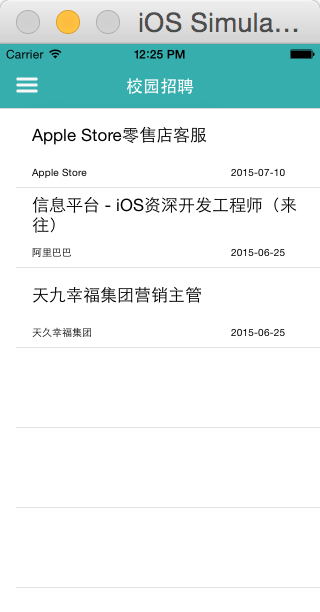 iOS Simula...
Carrier 12:25 PM
校园招聘
Apple Store零售店客服
Apple Store 2015-07-10
信息平台 - iOS资深开发工程师（来
往）
阿里巴巴 2015-06-25
天九幸福集团营销主管
天久幸福集团 2015-06-25